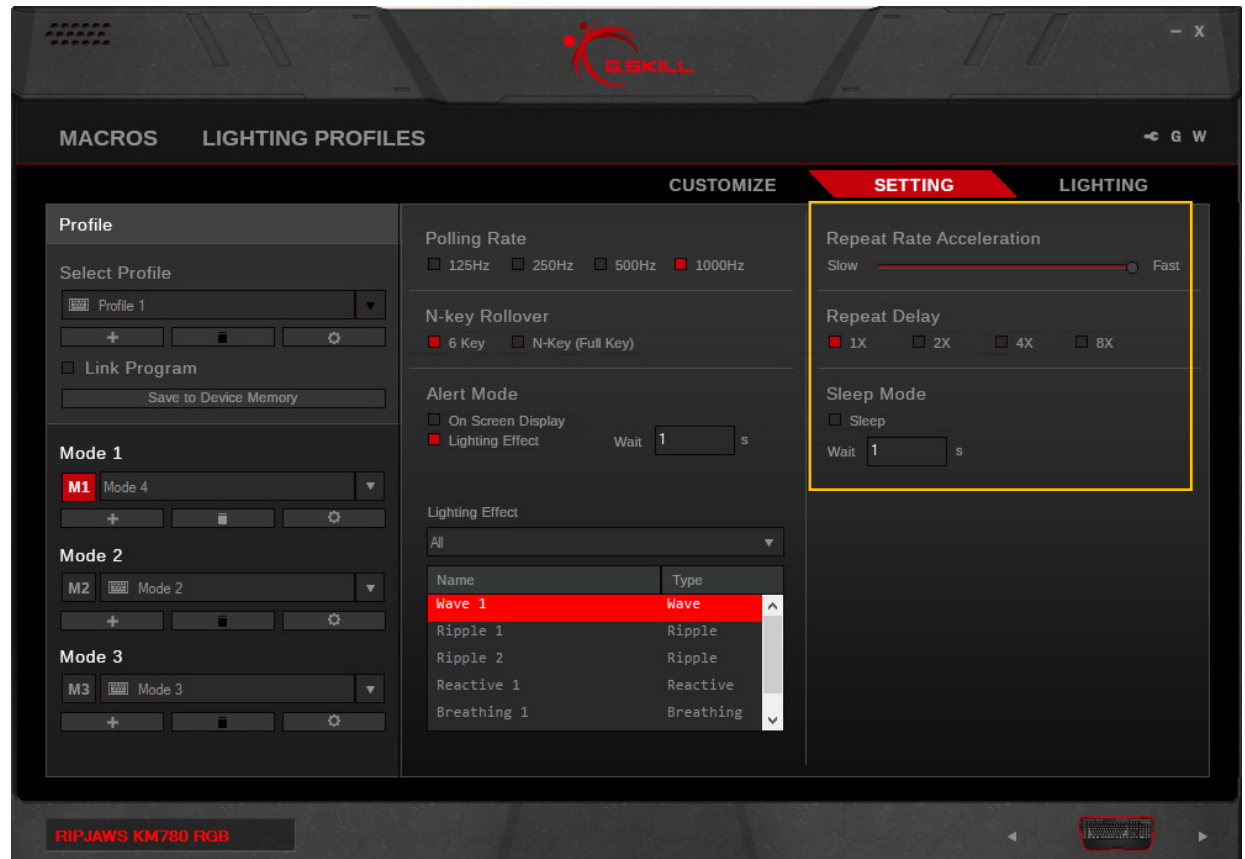 G.SKILL
– X
MACROS LIGHTING PROFILES
G W
CUSTOMIZE SETTING LIGHTING
Profile
Select Profile
Profile 1
+
Link Program
Save to Device Memory
Mode 1
M1 Mode 4
+
Mode 2
M2 Mode 2
+
Mode 3
M3 Mode 3
+
Polling Rate
125Hz 250Hz 500Hz 1000Hz
N-key Rollover
6 Key N-Key (Full Key)
Alert Mode
On Screen Display
Lighting Effect Wait 1 s
Lighting Effect
All
Name Type
Wave 1 Wave
Ripple 1 Ripple
Ripple 2 Ripple
Reactive 1 Reactive
Breathing 1 Breathing
Repeat Rate Acceleration
Slow Fast
Repeat Delay
1X 2X 4X 8X
Sleep Mode
Sleep
Wait 1 s
RIPJAWS KM780 RGB